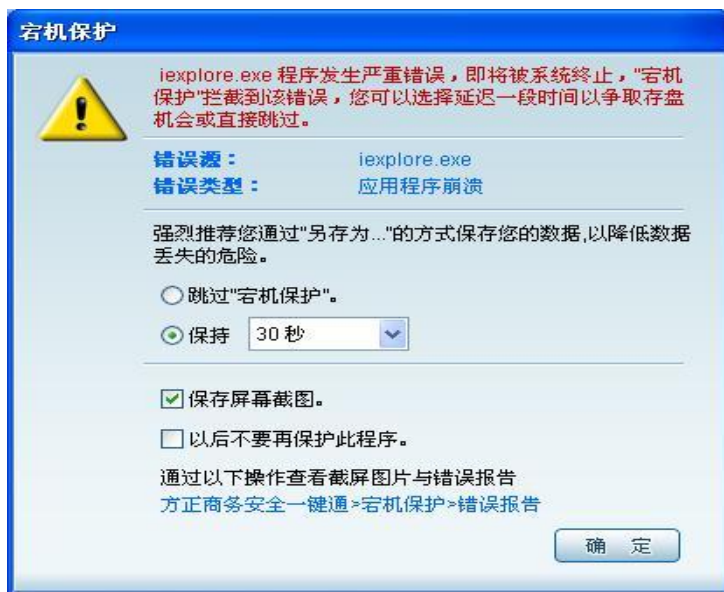 宕机保护
iexplore.exe 程序发生严重错误，即将被系统终止，"宕机
保护"拦截到该错误，您可以选择延迟一段时间以争取存盘
机会或直接跳过。
错误源： iexplore.exe
错误类型： 应用程序崩溃
强烈推荐您通过"另存为..."的方式保存您的数据,以降低数据
丢失的危险。
跳过"宕机保护"。
保持 30 秒
保存屏幕截图。
以后不要再保护此程序。
通过以下操作查看截屏图片与错误报告
方正商务安全一键通>宕机保护>错误报告
确 定